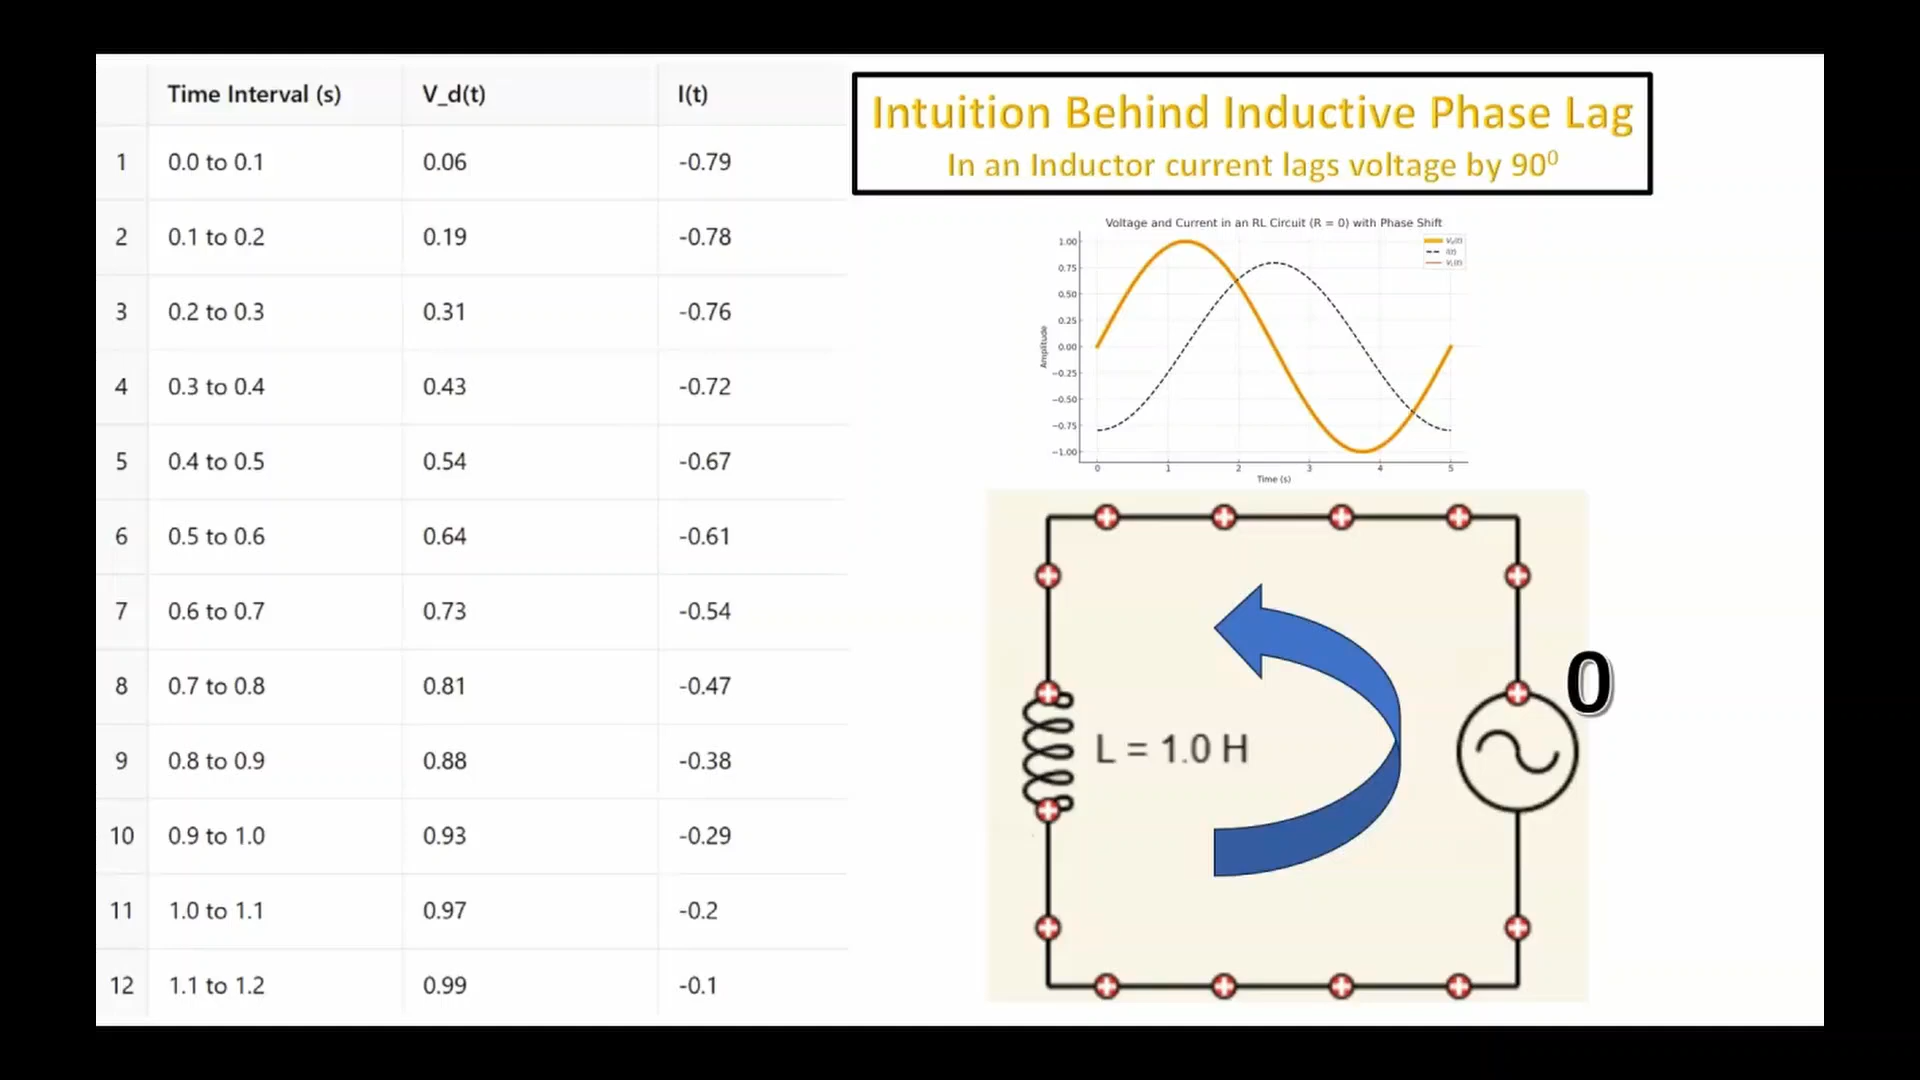 Time Interval (s) V_d(t) I(t)
1 0.0 to 0.1 0.06 -0.79
2 0.1 to 0.2 0.19 -0.78
3 0.2 to 0.3 0.31 -0.76
4 0.3 to 0.4 0.43 -0.72
5 0.4 to 0.5 0.54 -0.67
6 0.5 to 0.6 0.64 -0.61
7 0.6 to 0.7 0.73 -0.54
8 0.7 to 0.8 0.81 -0.47
9 0.8 to 0.9 0.88 -0.38
10 0.9 to 1.0 0.93 -0.29
11 1.0 to 1.1 0.97 -0.2
12 1.1 to 1.2 0.99 -0.1
Intuition Behind Inductive Phase Lag
In an Inductor current lags voltage by 90⁰
Voltage and Current in an RL Circuit (R = 0) with Phase Shift
1.00
0.75
0.50
0.25
0.00
−0.25
−0.50
−0.75
−1.00
Amplitude
0 1 2 3 4 5
Time (s)
L = 1.0 H
0